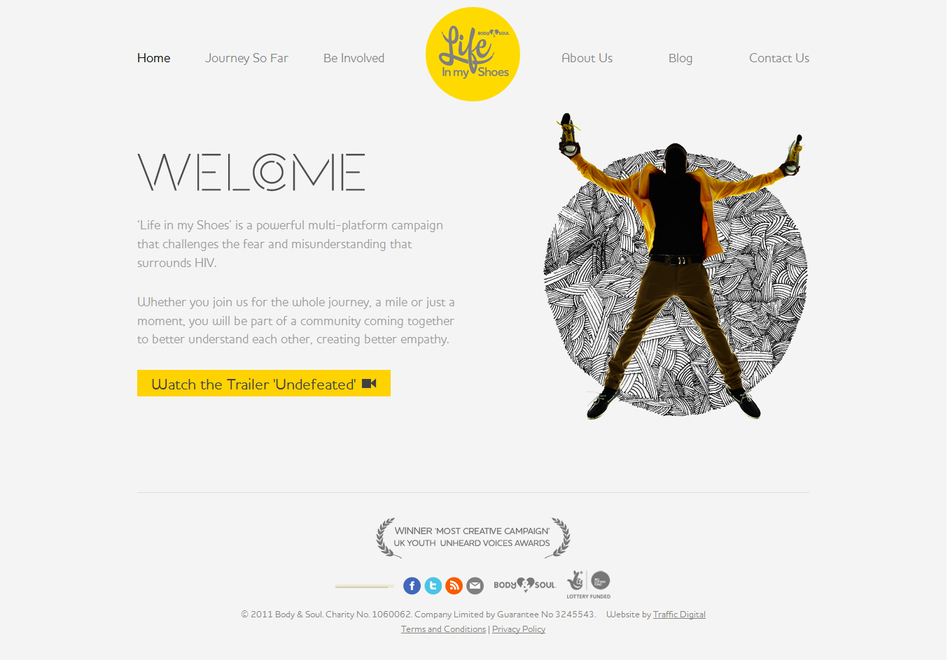 Home
Journey So Far
Be Involved
Life
BODY & SOUL
In my Shoes
About Us
Blog
Contact Us
WELCOME
'Life in my Shoes' is a powerful multi-platform campaign
that challenges the fear and misunderstanding that
surrounds HIV.
Whether you join us for the whole journey, a mile or just a
moment, you will be part of a community coming together
to better understand each other, creating better empathy.
Watch the Trailer 'Undefeated'
WINNER 'MOST CREATIVE CAMPAIGN'
UK YOUTH UNHEARD VOICES AWARDS
BODY & SOUL
LOTTERY FUNDED
© 2011 Body & Soul. Charity No. 1060062. Company Limited by Guarantee No 3245543. Website by Traffic Digital
Terms and Conditions | Privacy Policy